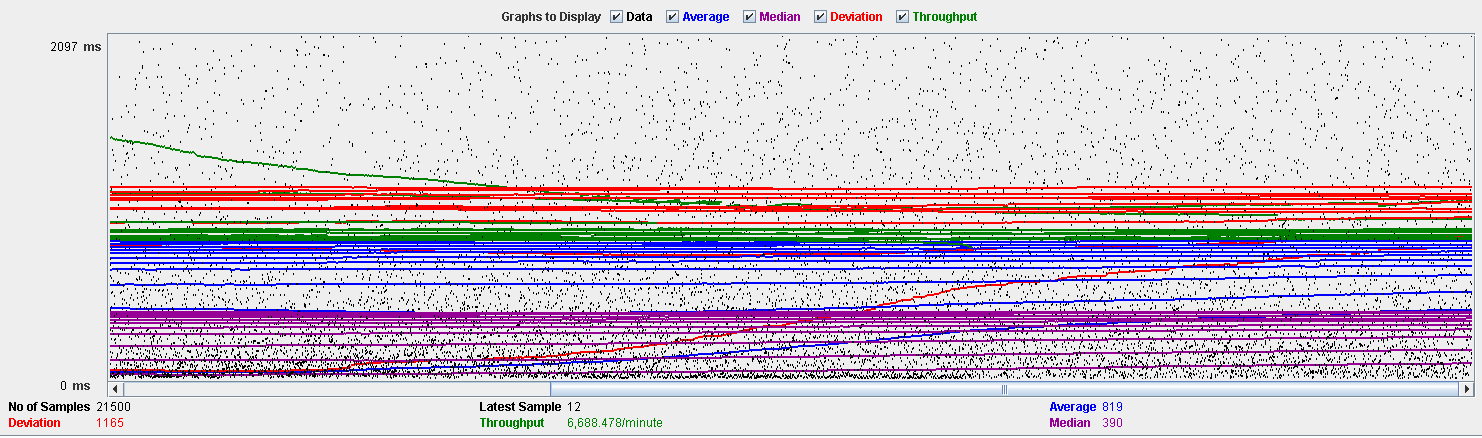 Graphs to Display Data Average Median Deviation Throughput
2097 ms
0 ms
No of Samples 21500 Latest Sample 12 Average 819
Deviation 1165 Throughput 6,688.478/minute Median 390